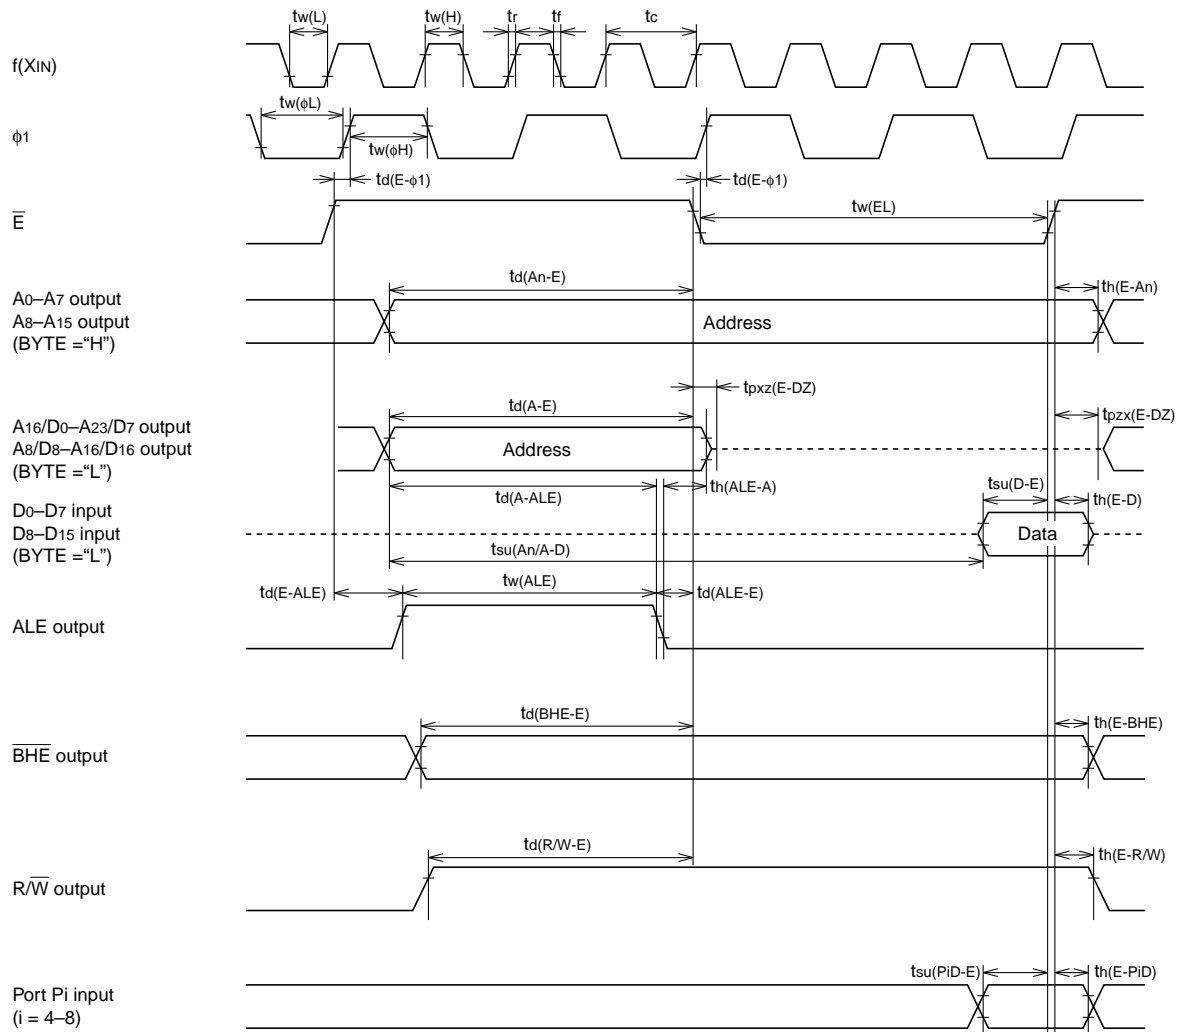 tw(L) tw(H) tr tf tc
f(XIN)
tw(ϕL)
ϕ1
tw(ϕH)
td(E-ϕ1) td(E-ϕ1)
E̅
tw(EL)
td(An-E)
th(E-An)
A0–A7 output
A8–A15 output
(BYTE =“H”)
Address
tpxz(E-DZ)
td(A-E)
tpzx(E-DZ)
A16/D0–A23/D7 output
A8/D8–A16/D16 output
(BYTE =“L”)
Address
td(A-ALE)
th(ALE-A)
tsu(D-E)
th(E-D)
D0–D7 input
D8–D15 input
(BYTE =“L”)
Data
tsu(An/A-D)
td(E-ALE)
tw(ALE)
td(ALE-E)
ALE output
td(BHE-E)
th(E-BHE)
B̅H̅E̅ output
td(R/W-E)
th(E-R/W)
R/W̅ output
tsu(PiD-E)
th(E-PiD)
Port Pi input
(i = 4–8)